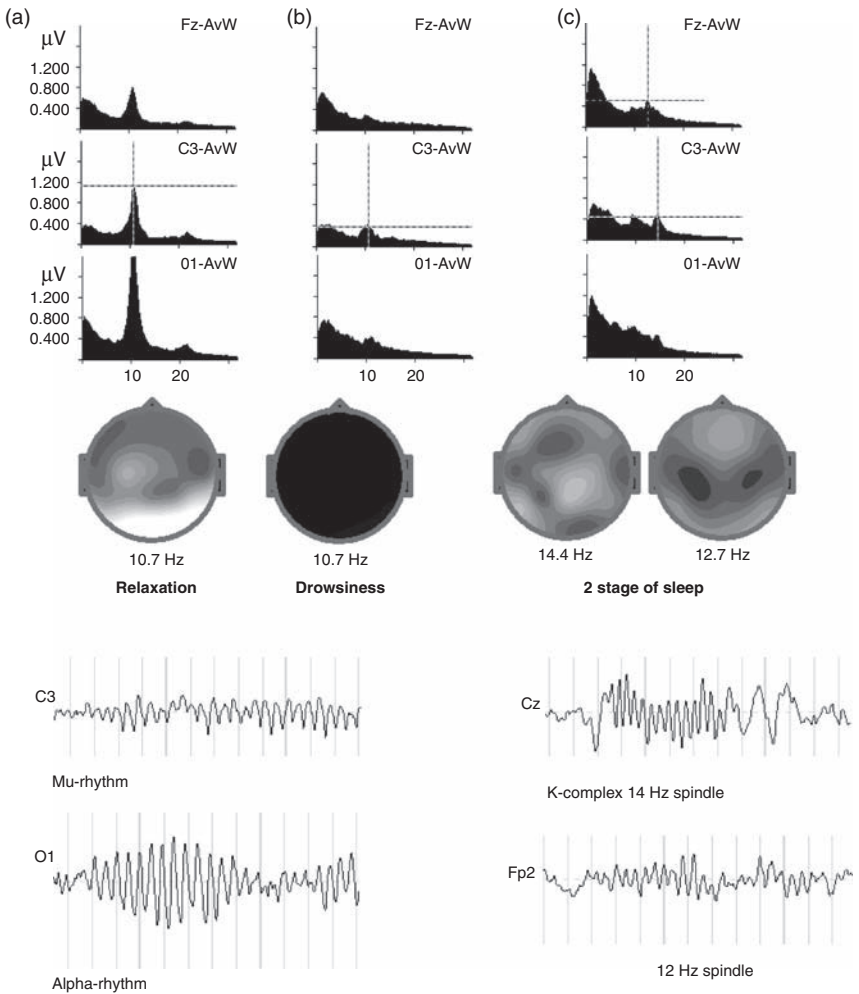 (a)
Fz-AvW
(b)
Fz-AvW
(c)
Fz-AvW
μV
1.200
0.800
0.400
C3-AvW
C3-AvW
C3-AvW
μV
1.200
0.800
0.400
01-AvW
01-AvW
01-AvW
μV
1.200
0.800
0.400
10 20
10 20
10 20
10.7 Hz
10.7 Hz
14.4 Hz
12.7 Hz
Relaxation
Drowsiness
2 stage of sleep
C3
Mu-rhythm
Cz
K-complex 14 Hz spindle
O1
Alpha-rhythm
Fp2
12 Hz spindle